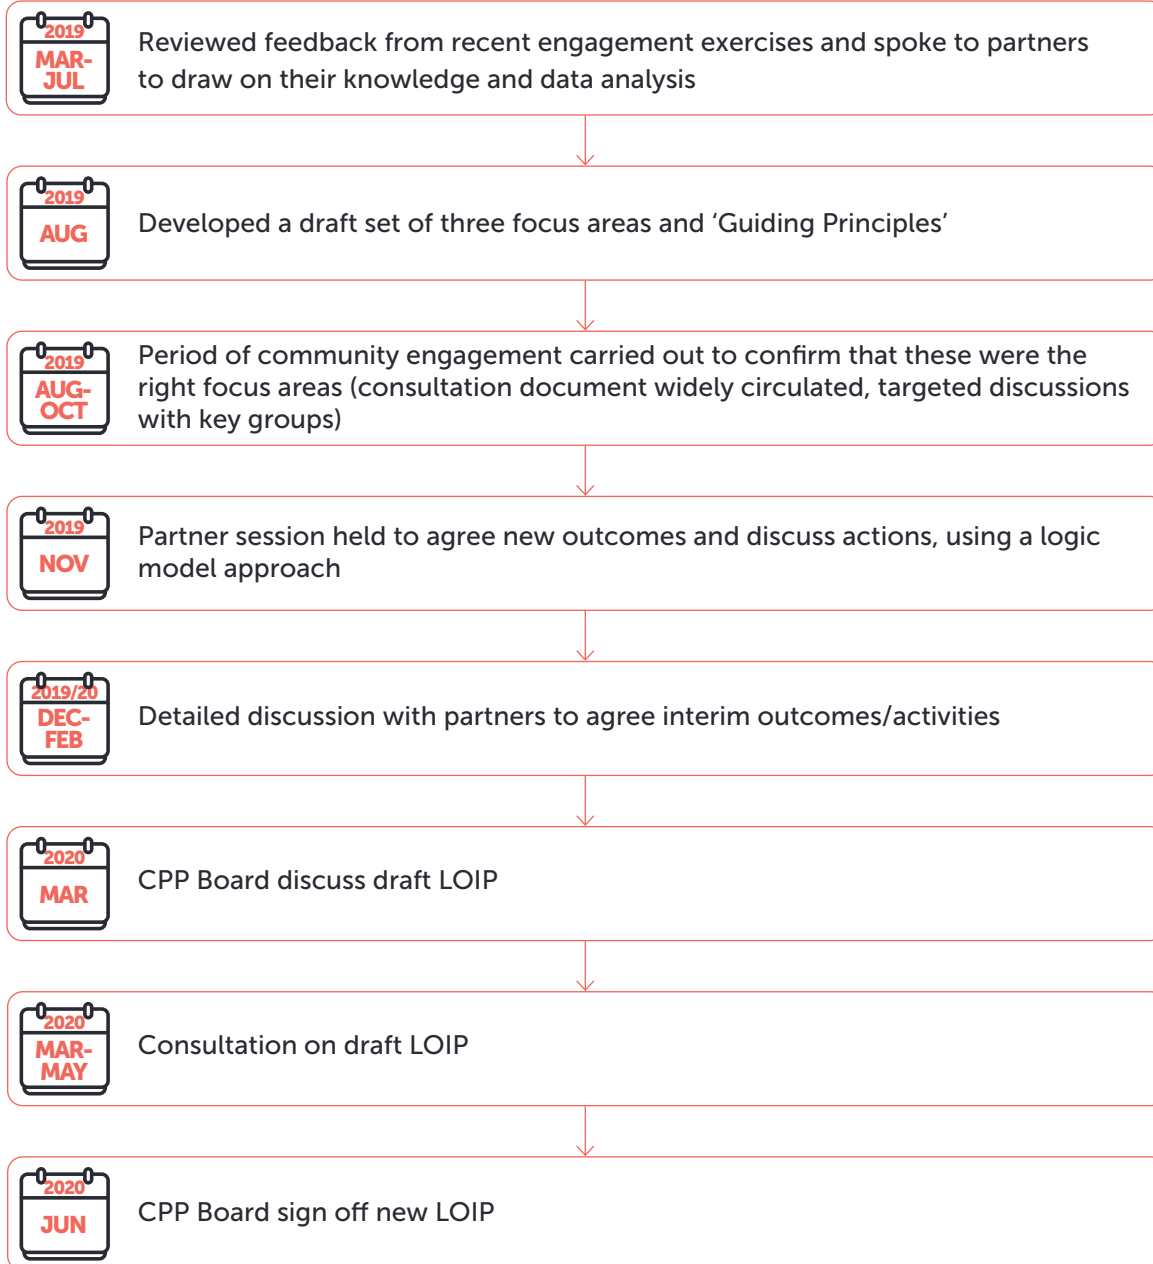 2019
MAR-
JUL
Reviewed feedback from recent engagement exercises and spoke to partners
to draw on their knowledge and data analysis
2019
AUG
Developed a draft set of three focus areas and ‘Guiding Principles’
2019
AUG-
OCT
Period of community engagement carried out to confirm that these were the
right focus areas (consultation document widely circulated, targeted discussions
with key groups)
2019
NOV
Partner session held to agree new outcomes and discuss actions, using a logic
model approach
2019/20
DEC-
FEB
Detailed discussion with partners to agree interim outcomes/activities
2020
MAR
CPP Board discuss draft LOIP
2020
MAR-
MAY
Consultation on draft LOIP
2020
JUN
CPP Board sign off new LOIP